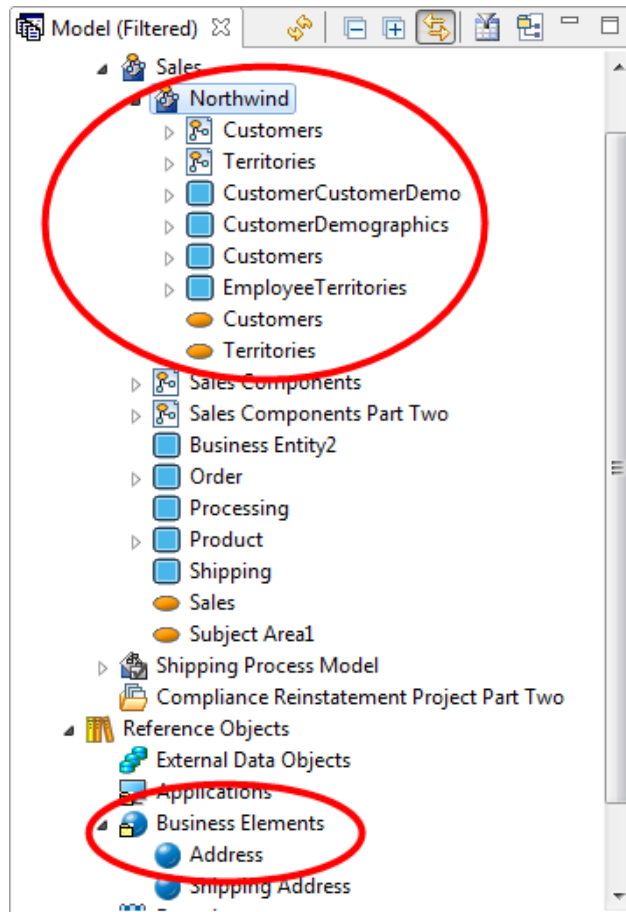 Model (Filtered)
Sales
Northwind
Customers
Territories
CustomerCustomerDemo
CustomerDemographics
Customers
EmployeeTerritories
Customers
Territories
Sales Components
Sales Components Part Two
Business Entity2
Order
Processing
Product
Shipping
Sales
Subject Area1
Shipping Process Model
Compliance Reinstatement Project Part Two
Reference Objects
External Data Objects
Applications
Business Elements
Address
Shipping Address